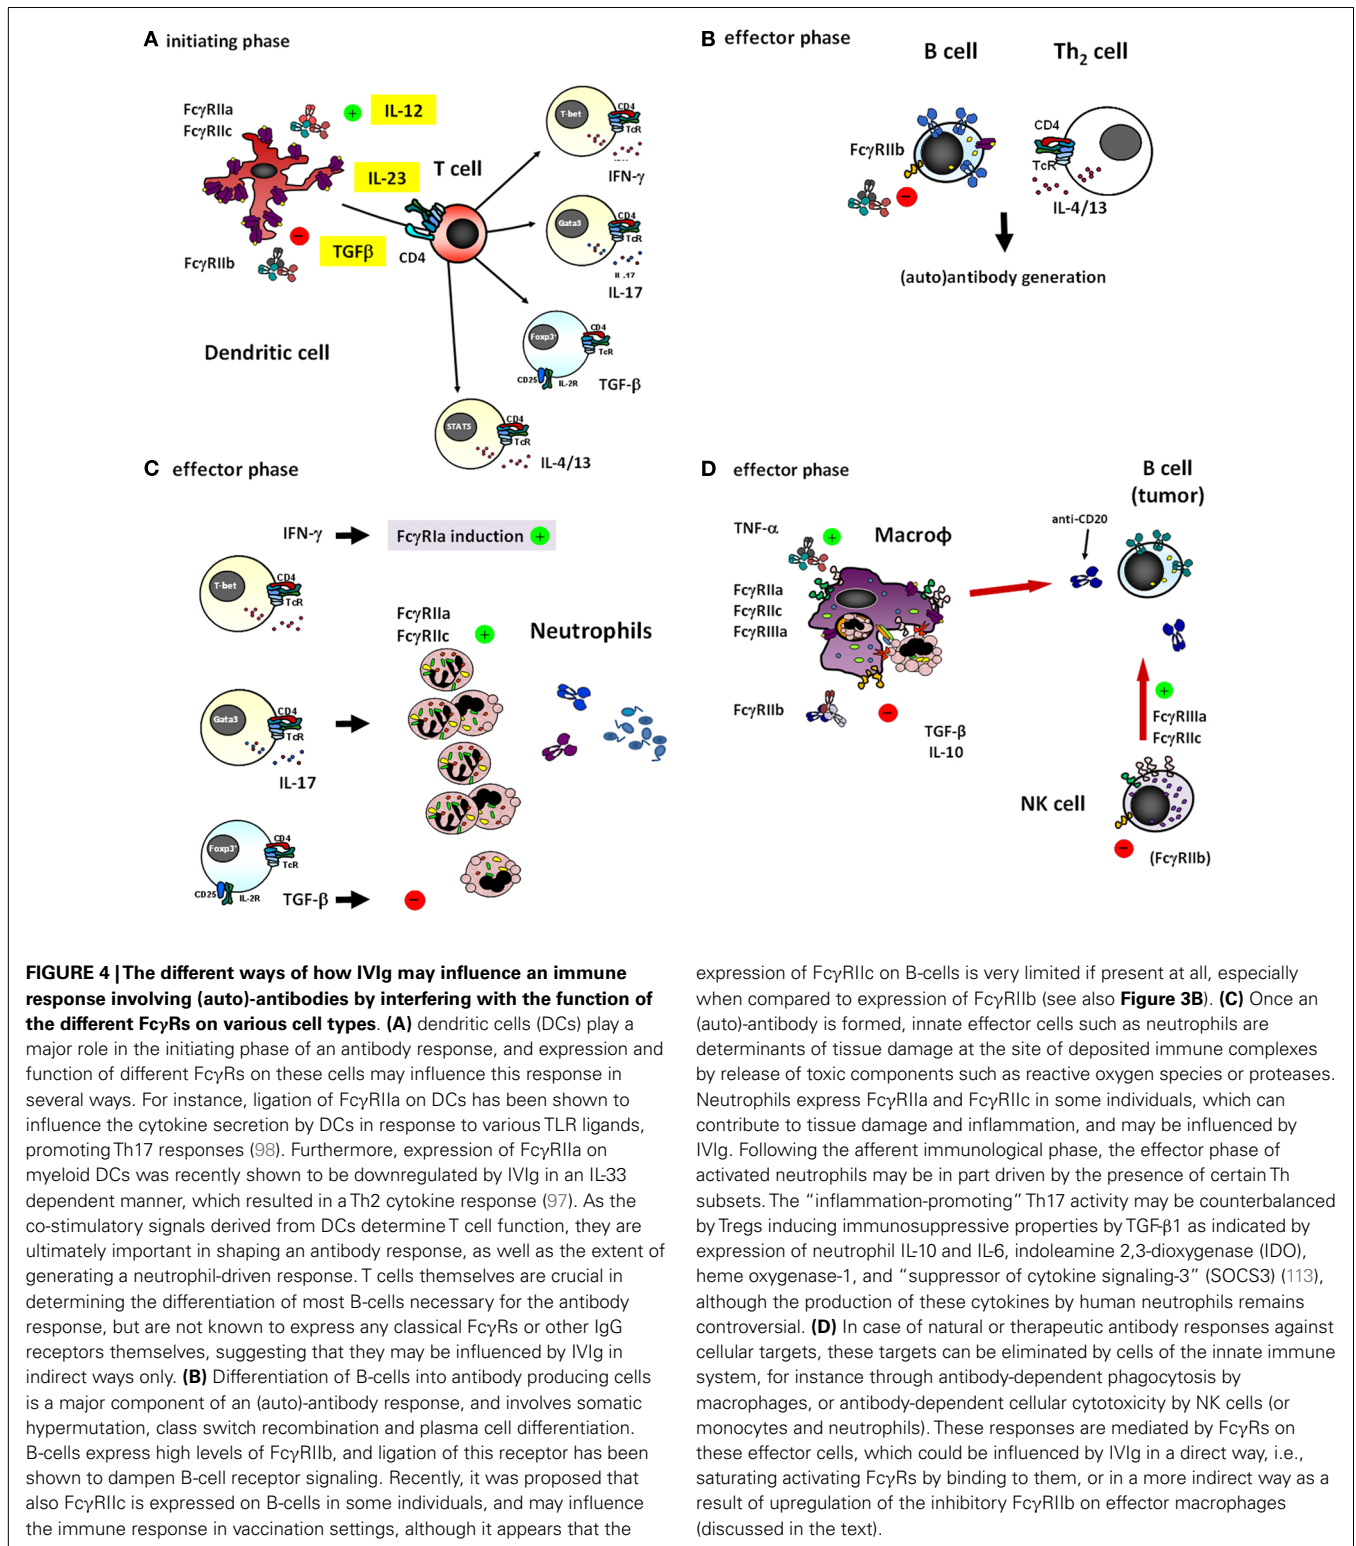 A initiating phase
FcγRIIa
FcγRIIc
+
IL-12
IL-23
T cell
−
TGFβ
CD4
FcγRIIb
Dendritic cell
T-bet
CD4
TcR
IFN-γ
Gata3
CD4
TcR
IL-17
IL-17
Foxp3+
CD4
TcR
CD25
IL-2R
TGF-β
STAT5
CD4
TcR
IL-4/13
B effector phase
B cell
Th2 cell
FcγRIIb
−
CD4
TcR
IL-4/13
(auto)antibody generation
C effector phase
IFN-γ
FcγRIa induction +
T-bet
CD4
TcR
FcγRIIa
FcγRIIc
+
Neutrophils
Gata3
CD4
TcR
IL-17
Foxp3+
CD4
TcR
CD25
IL-2R
TGF-β
−
D effector phase
B cell
(tumor)
TNF-α
+
Macroϕ
anti-CD20
FcγRIIa
FcγRIIc
FcγRIIIa
FcγRIIb
−
TGF-β
IL-10
+
FcγRIIIa
FcγRIIc
NK cell
−
(FcγRIIb)
FIGURE 4 | The different ways of how IVIg may influence an immune
response involving (auto)-antibodies by interfering with the function of
the different FcγRs on various cell types. (A) dendritic cells (DCs) play a
major role in the initiating phase of an antibody response, and expression and
function of different FcγRs on these cells may influence this response in
several ways. For instance, ligation of FcγRIIa on DCs has been shown to
influence the cytokine secretion by DCs in response to various TLR ligands,
promoting Th17 responses (98). Furthermore, expression of FcγRIIa on
myeloid DCs was recently shown to be downregulated by IVIg in an IL-33
dependent manner, which resulted in a Th2 cytokine response (97). As the
co-stimulatory signals derived from DCs determine T cell function, they are
ultimately important in shaping an antibody response, as well as the extent of
generating a neutrophil-driven response. T cells themselves are crucial in
determining the differentiation of most B-cells necessary for the antibody
response, but are not known to express any classical FcγRs or other IgG
receptors themselves, suggesting that they may be influenced by IVIg in
indirect ways only. (B) Differentiation of B-cells into antibody producing cells
is a major component of an (auto)-antibody response, and involves somatic
hypermutation, class switch recombination and plasma cell differentiation.
B-cells express high levels of FcγRIIb, and ligation of this receptor has been
shown to dampen B-cell receptor signaling. Recently, it was proposed that
also FcγRIIc is expressed on B-cells in some individuals, and may influence
the immune response in vaccination settings, although it appears that the
expression of FcγRIIc on B-cells is very limited if present at all, especially
when compared to expression of FcγRIIb (see also Figure 3B). (C) Once an
(auto)-antibody is formed, innate effector cells such as neutrophils are
determinants of tissue damage at the site of deposited immune complexes
by release of toxic components such as reactive oxygen species or proteases.
Neutrophils express FcγRIIa and FcγRIIc in some individuals, which can
contribute to tissue damage and inflammation, and may be influenced by
IVIg. Following the afferent immunological phase, the effector phase of
activated neutrophils may be in part driven by the presence of certain Th
subsets. The “inflammation-promoting” Th17 activity may be counterbalanced
by Tregs inducing immunosuppressive properties by TGF-β1 as indicated by
expression of neutrophil IL-10 and IL-6, indoleamine 2,3-dioxygenase (IDO),
heme oxygenase-1, and “suppressor of cytokine signaling-3” (SOCS3) (113),
although the production of these cytokines by human neutrophils remains
controversial. (D) In case of natural or therapeutic antibody responses against
cellular targets, these targets can be eliminated by cells of the innate immune
system, for instance through antibody-dependent phagocytosis by
macrophages, or antibody-dependent cellular cytotoxicity by NK cells (or
monocytes and neutrophils). These responses are mediated by FcγRs on
these effector cells, which could be influenced by IVIg in a direct way, i.e.,
saturating activating FcγRs by binding to them, or in a more indirect way as a
result of upregulation of the inhibitory FcγRIIb on effector macrophages
(discussed in the text).